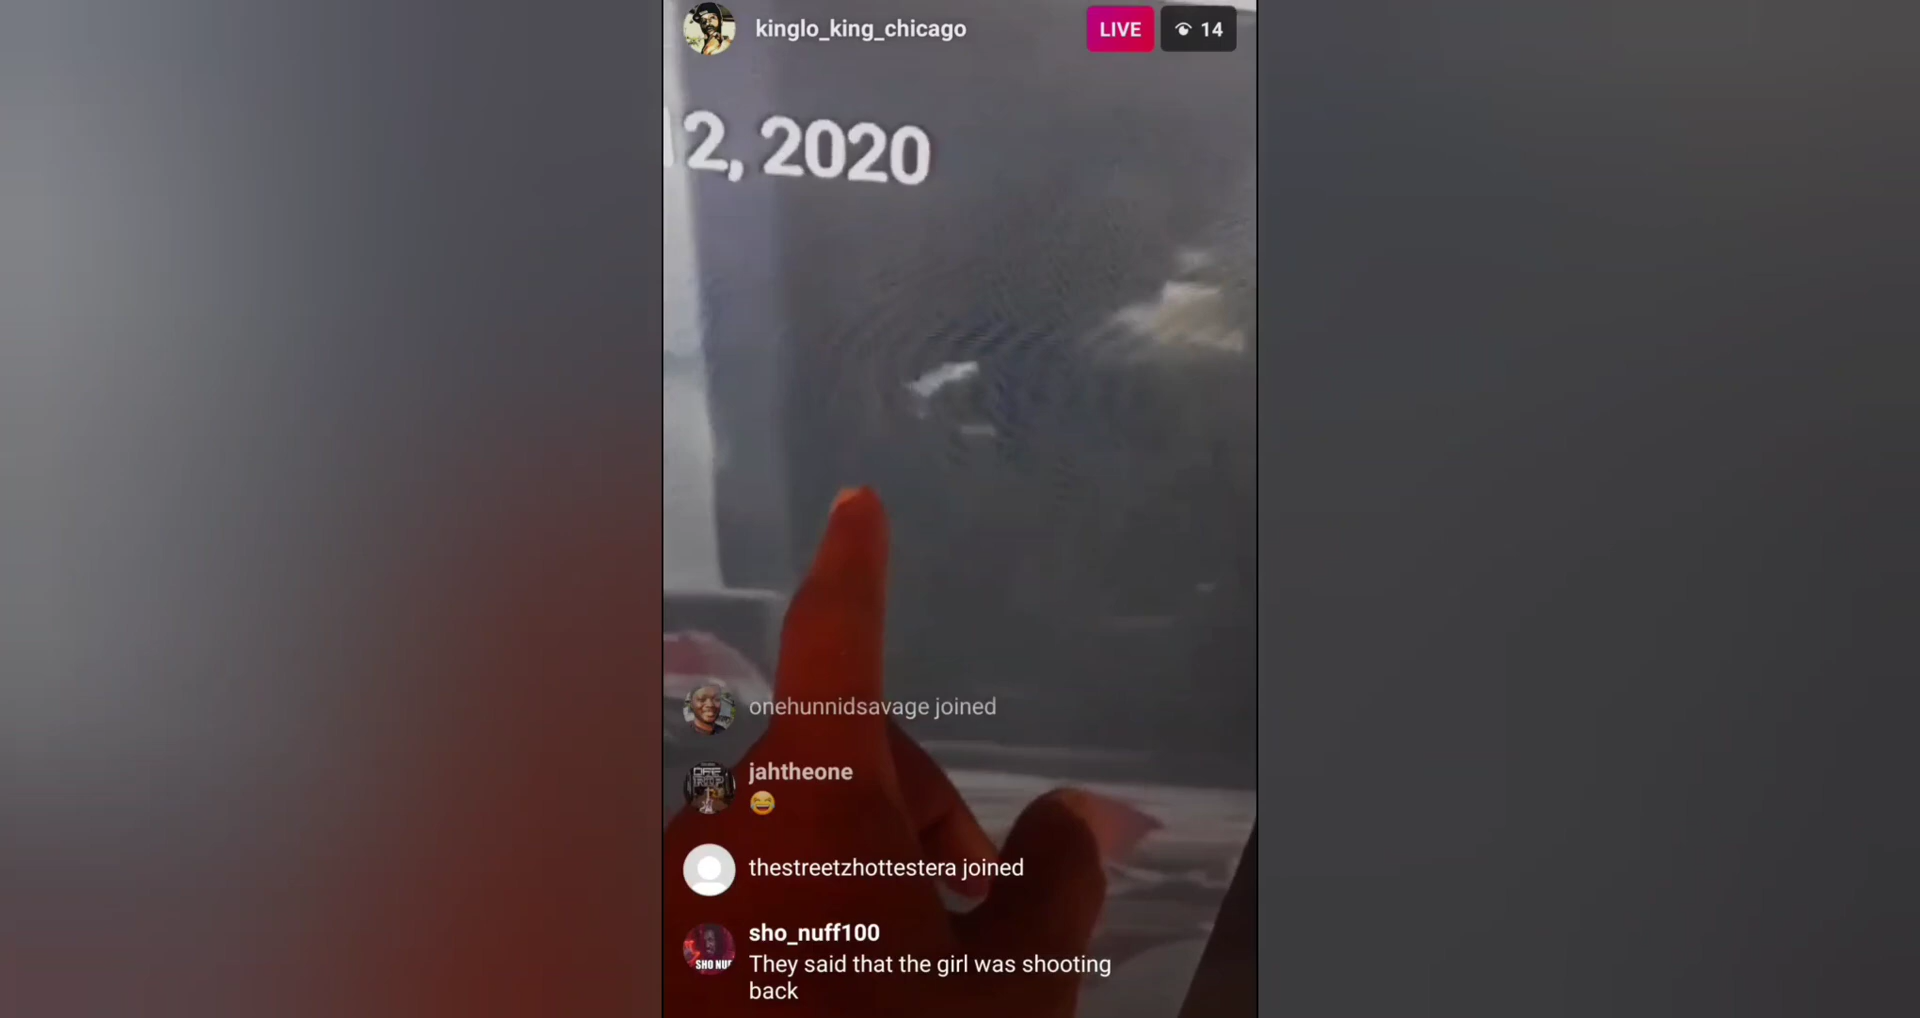 kinglo_king_chicago
LIVE
14
2, 2020
onehunnidsavage joined
jahtheone
😂
thestreetzhottestera joined
sho_nuff100
They said that the girl was shooting
back